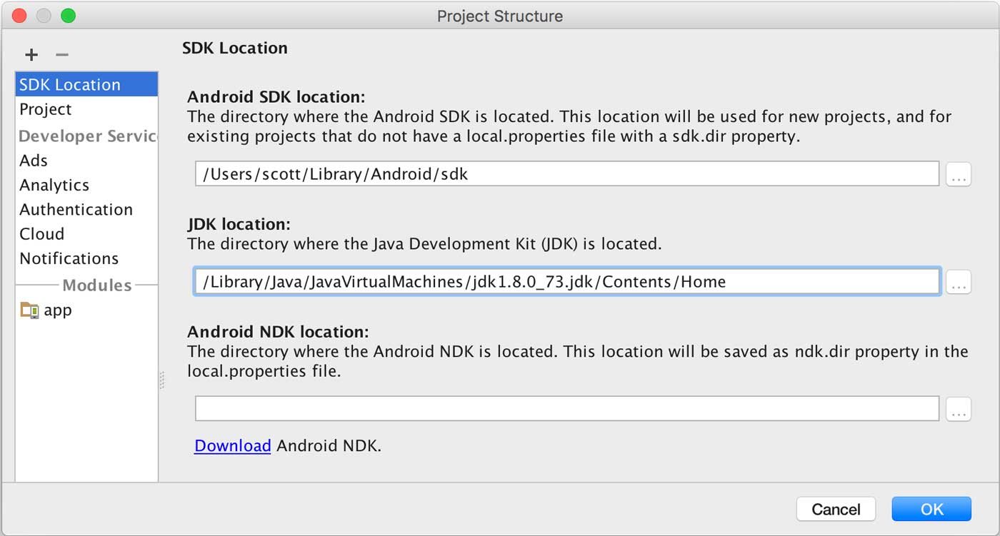 Project Structure
SDK Location
Project
Developer Servic
Ads
Analytics
Authentication
Cloud
Notifications
Modules
app
SDK Location
Android SDK location:
The directory where the Android SDK is located. This location will be used for new projects, and for
existing projects that do not have a local.properties file with a sdk.dir property.
/Users/scott/Library/Android/sdk
...
JDK location:
The directory where the Java Development Kit (JDK) is located.
/Library/Java/JavaVirtualMachines/jdk1.8.0_73.jdk/Contents/Home
...
Android NDK location:
The directory where the Android NDK is located. This location will be saved as ndk.dir property in the
local.properties file.
...
Download Android NDK.
Cancel
OK